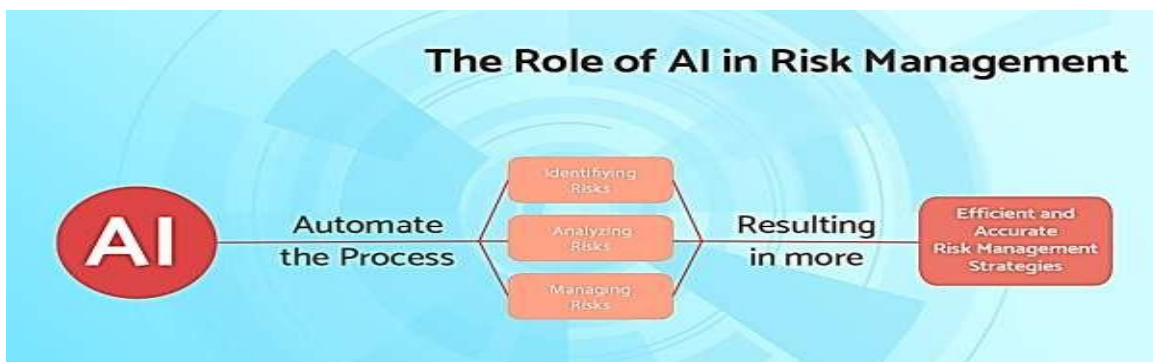 The Role of AI in Risk Management
AI
Automate
the Process
Identifiying
Risks
Analyzing
Risks
Managing
Risks
Resulting
in more
Efficient and
Accurate
Risk Management
Strategies